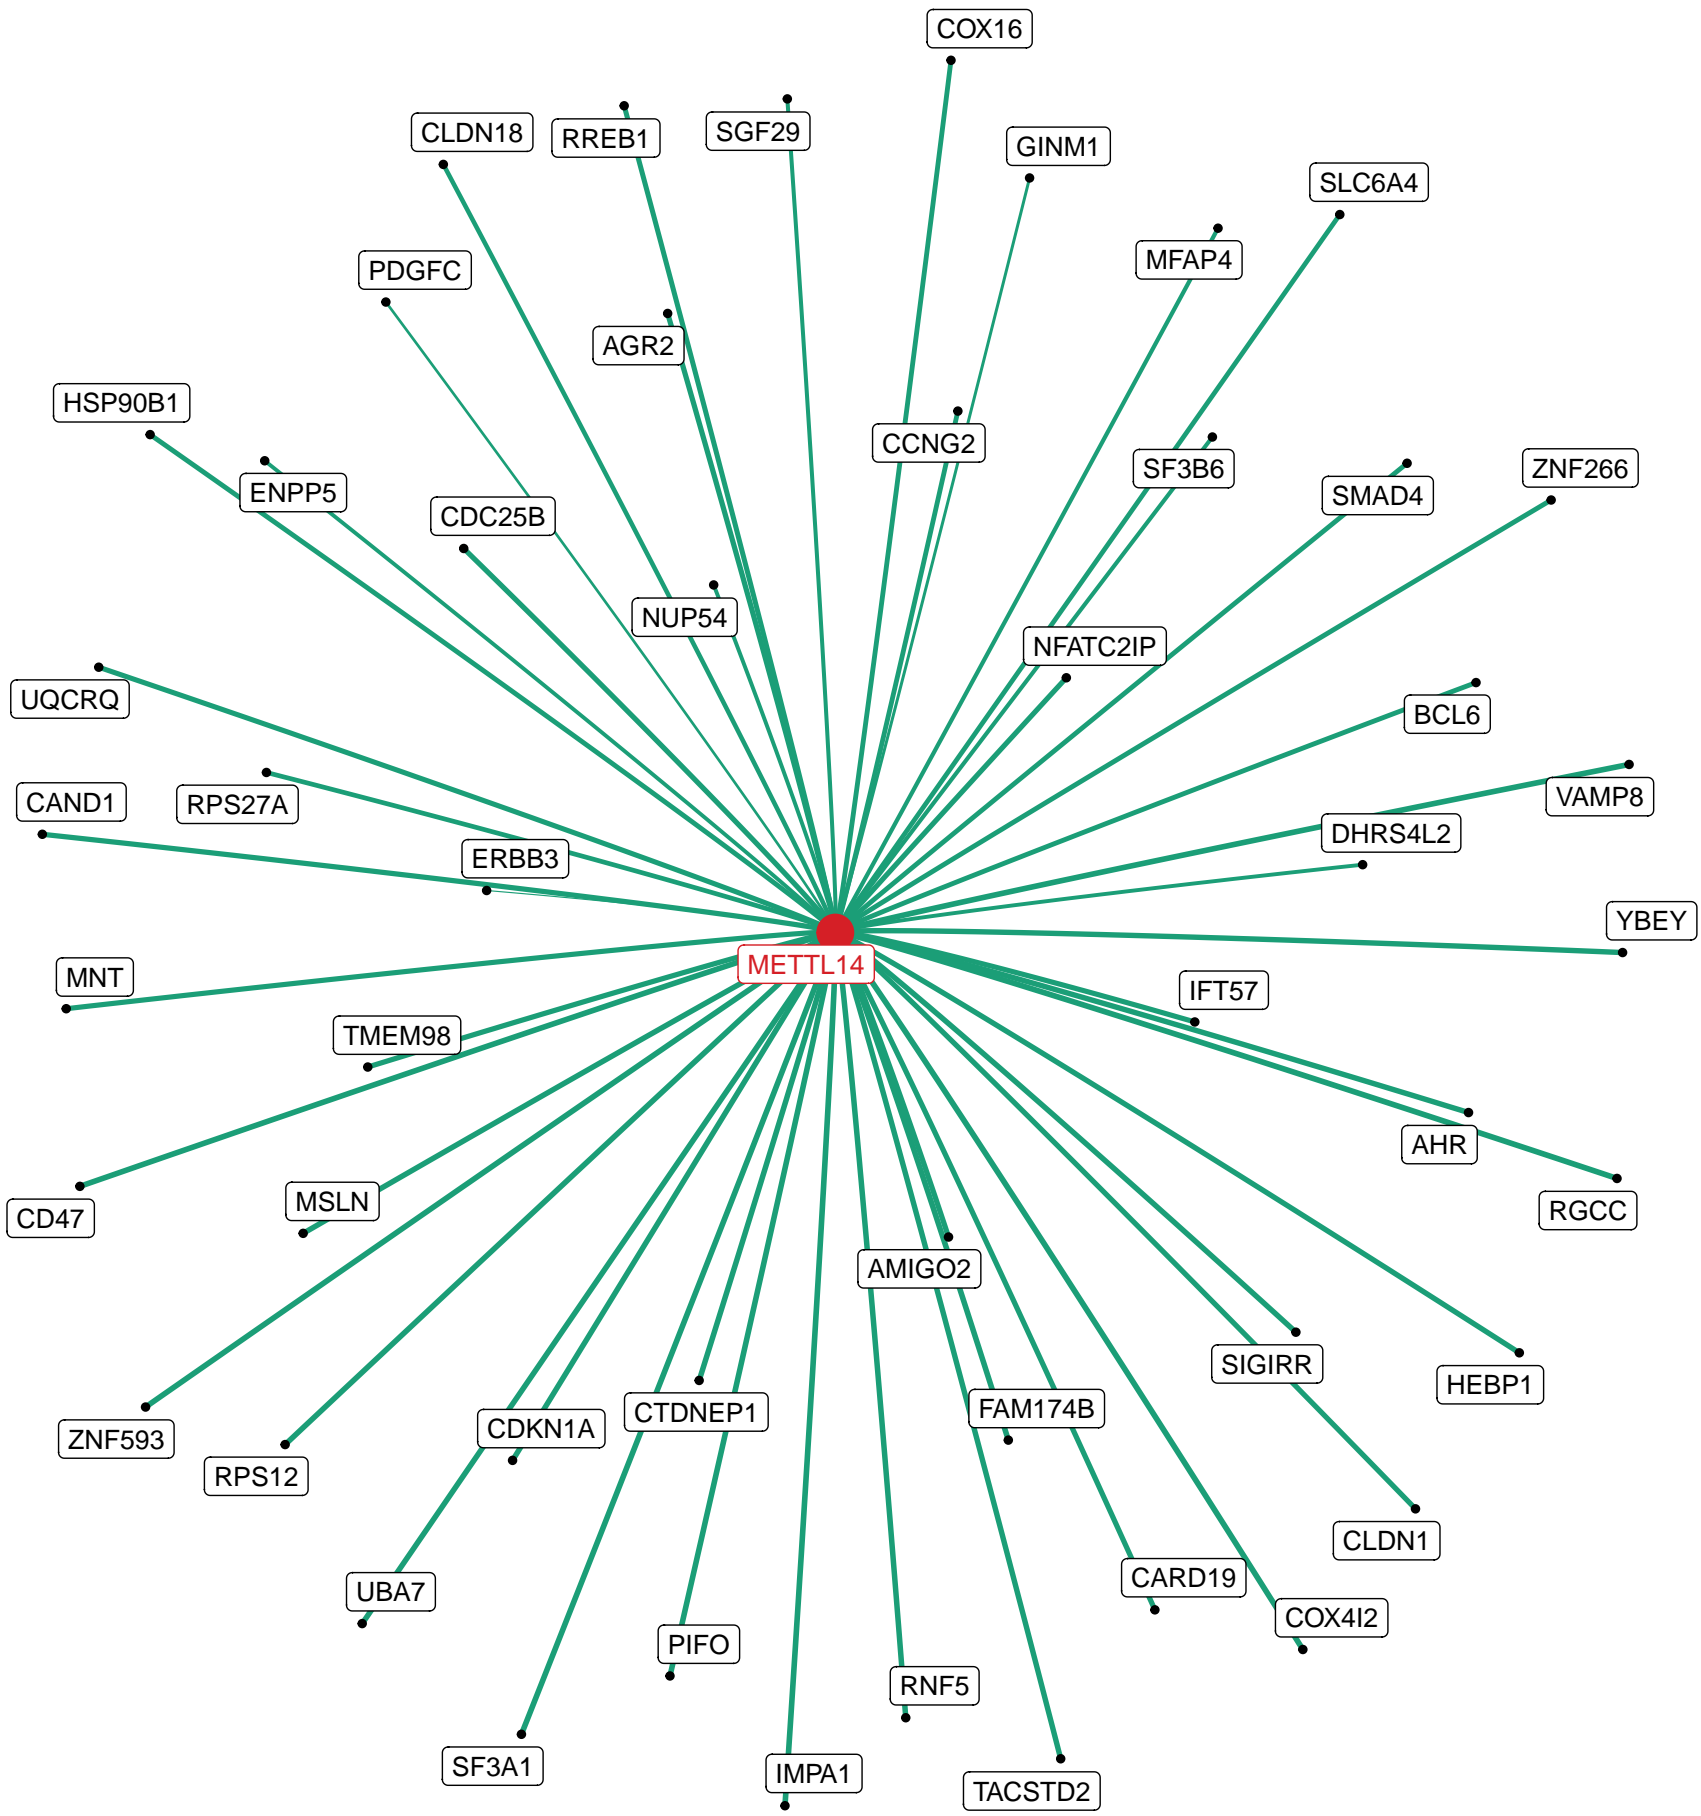 COX16
CLDN18
RREB1
SGF29
GINM1
SLC6A4
MFAP4
PDGFC
AGR2
HSP90B1
CCNG2
SF3B6
ZNF266
ENPP5
SMAD4
CDC25B
NUP54
NFATC2IP
UQCRQ
BCL6
CAND1
RPS27A
VAMP8
DHRS4L2
ERBB3
YBEY
METTL14
MNT
IFT57
TMEM98
AHR
MSLN
CD47
RGCC
AMIGO2
SIGIRR
HEBP1
FAM174B
CTDNEP1
CDKN1A
ZNF593
RPS12
CLDN1
CARD19
UBA7
COX4I2
PIFO
RNF5
SF3A1
IMPA1
TACSTD2